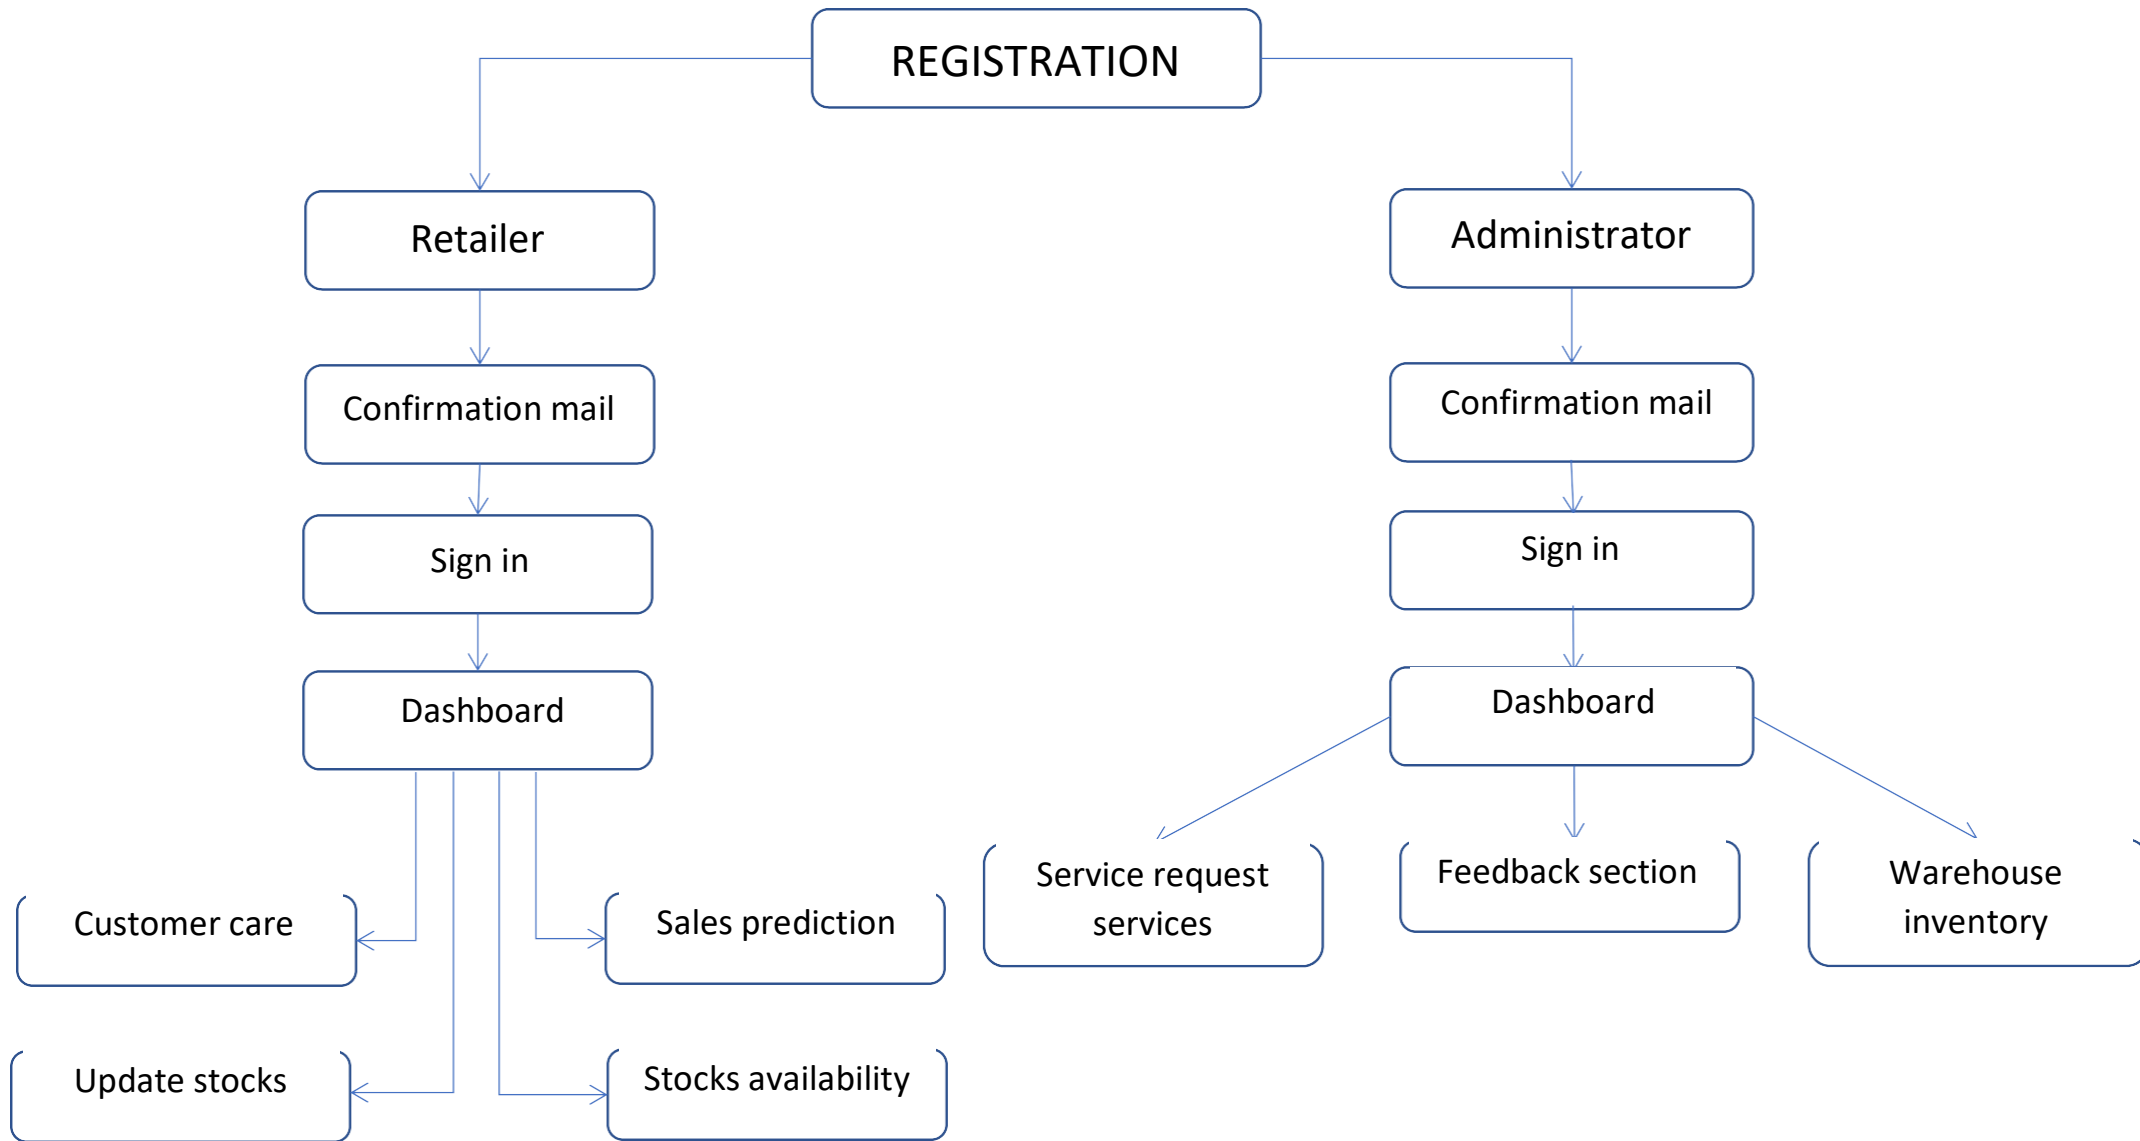 REGISTRATION
Retailer
Administrator
Confirmation mail
Confirmation mail
Sign in
Sign in
Dashboard
Dashboard
Service request
services
Feedback section
Warehouse
inventory
Customer care
Sales prediction
Update stocks
Stocks availability